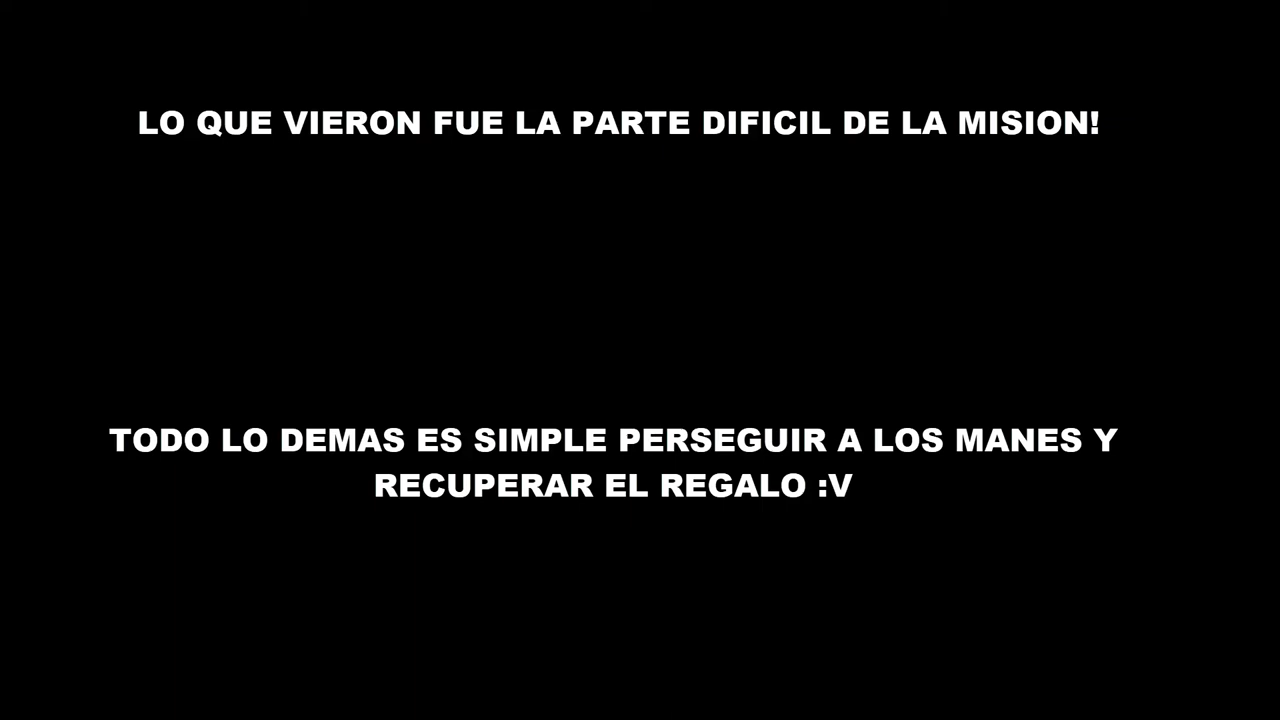 LO QUE VIERON FUE LA PARTE DIFICIL DE LA MISION!
TODO LO DEMAS ES SIMPLE PERSEGUIR A LOS MANES Y
RECUPERAR EL REGALO :V